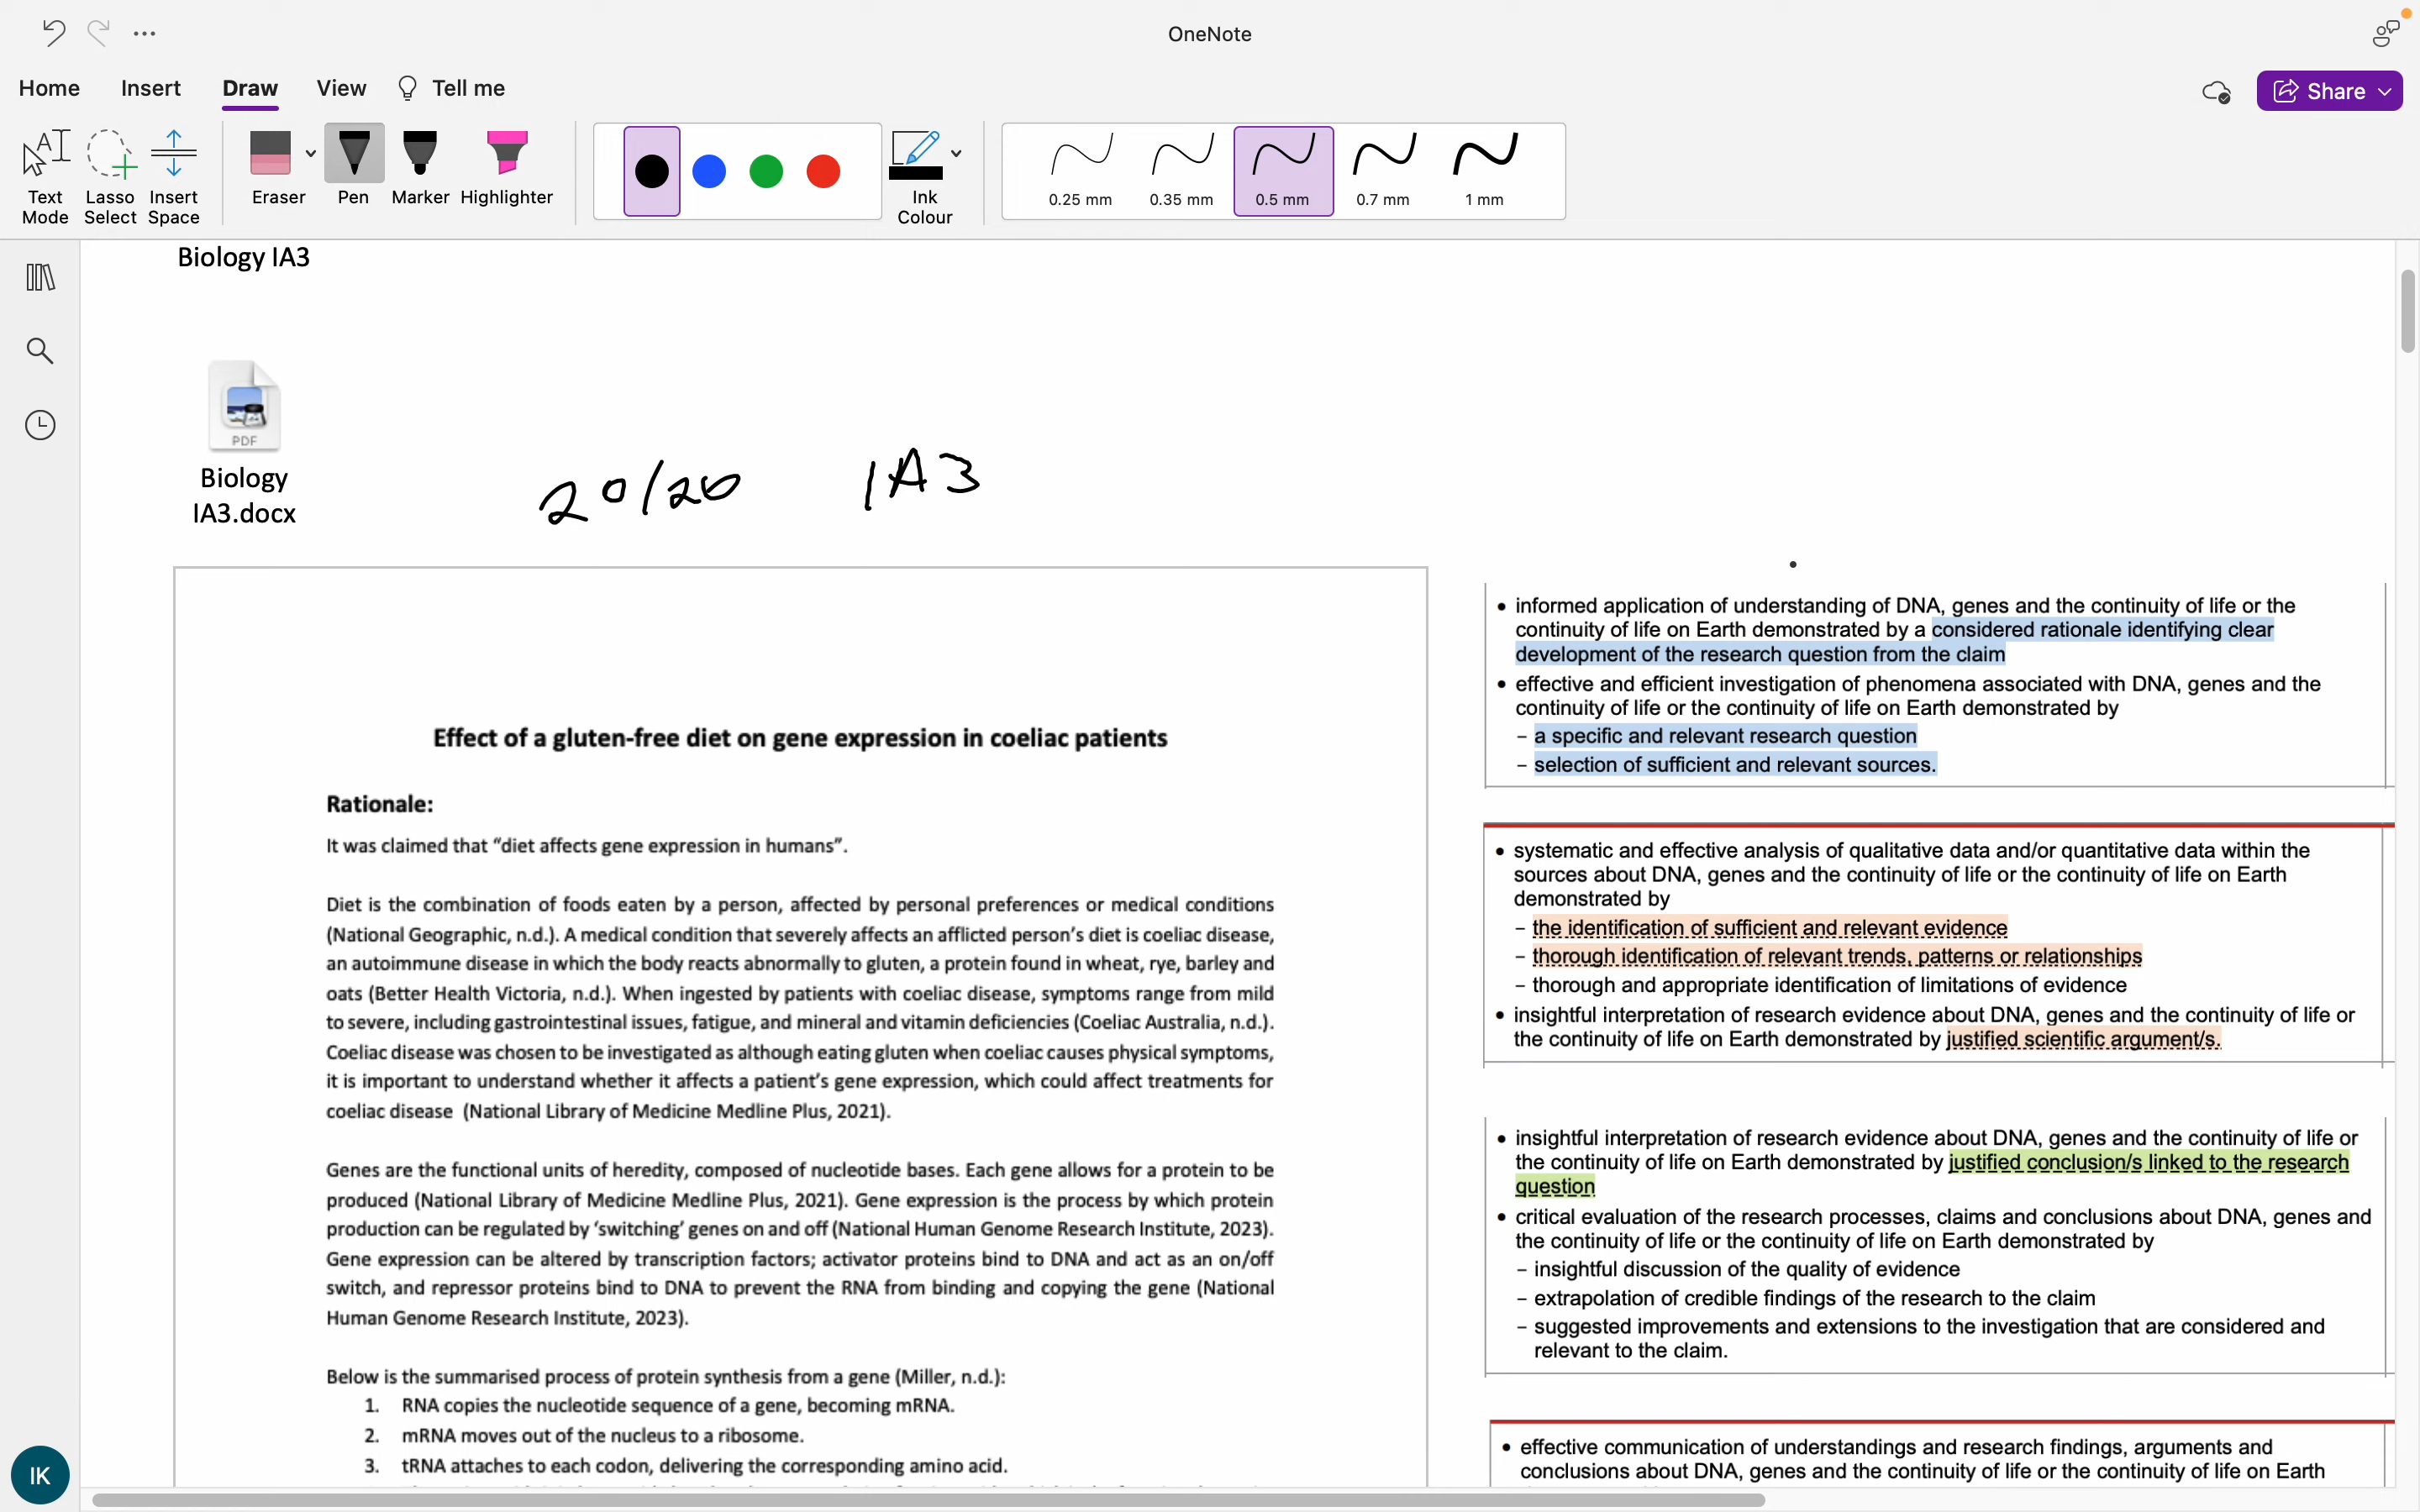 OneNote
Home Insert Draw View Tell me
Share
Text Mode
Lasso Select
Insert Space
Eraser
Pen
Marker
Highlighter
Ink Colour
0.25 mm
0.35 mm
0.5 mm
0.7 mm
1 mm
Biology IA3
PDF
Biology
IA3.docx
20/20 IA3
Effect of a gluten-free diet on gene expression in coeliac patients
Rationale:
It was claimed that “diet affects gene expression in humans”.
Diet is the combination of foods eaten by a person, affected by personal preferences or medical conditions
(National Geographic, n.d.). A medical condition that severely affects an afflicted person’s diet is coeliac disease,
an autoimmune disease in which the body reacts abnormally to gluten, a protein found in wheat, rye, barley and
oats (Better Health Victoria, n.d.). When ingested by patients with coeliac disease, symptoms range from mild
to severe, including gastrointestinal issues, fatigue, and mineral and vitamin deficiencies (Coeliac Australia, n.d.).
Coeliac disease was chosen to be investigated as although eating gluten when coeliac causes physical symptoms,
it is important to understand whether it affects a patient’s gene expression, which could affect treatments for
coeliac disease (National Library of Medicine Medline Plus, 2021).
Genes are the functional units of heredity, composed of nucleotide bases. Each gene allows for a protein to be
produced (National Library of Medicine Medline Plus, 2021). Gene expression is the process by which protein
production can be regulated by ‘switching’ genes on and off (National Human Genome Research Institute, 2023).
Gene expression can be altered by transcription factors; activator proteins bind to DNA and act as an on/off
switch, and repressor proteins bind to DNA to prevent the RNA from binding and copying the gene (National
Human Genome Research Institute, 2023).
Below is the summarised process of protein synthesis from a gene (Miller, n.d.):
1. RNA copies the nucleotide sequence of a gene, becoming mRNA.
2. mRNA moves out of the nucleus to a ribosome.
3. tRNA attaches to each codon, delivering the corresponding amino acid.
• informed application of understanding of DNA, genes and the continuity of life or the
continuity of life on Earth demonstrated by a considered rationale identifying clear
development of the research question from the claim
• effective and efficient investigation of phenomena associated with DNA, genes and the
continuity of life or the continuity of life on Earth demonstrated by
– a specific and relevant research question
– selection of sufficient and relevant sources.
• systematic and effective analysis of qualitative data and/or quantitative data within the
sources about DNA, genes and the continuity of life or the continuity of life on Earth
demonstrated by
– the identification of sufficient and relevant evidence
– thorough identification of relevant trends, patterns or relationships
– thorough and appropriate identification of limitations of evidence
• insightful interpretation of research evidence about DNA, genes and the continuity of life or
the continuity of life on Earth demonstrated by justified scientific argument/s.
• insightful interpretation of research evidence about DNA, genes and the continuity of life or
the continuity of life on Earth demonstrated by justified conclusion/s linked to the research
question
• critical evaluation of the research processes, claims and conclusions about DNA, genes and
the continuity of life or the continuity of life on Earth demonstrated by
– insightful discussion of the quality of evidence
– extrapolation of credible findings of the research to the claim
– suggested improvements and extensions to the investigation that are considered and
relevant to the claim.
• effective communication of understandings and research findings, arguments and
conclusions about DNA, genes and the continuity of life or the continuity of life on Earth
IK